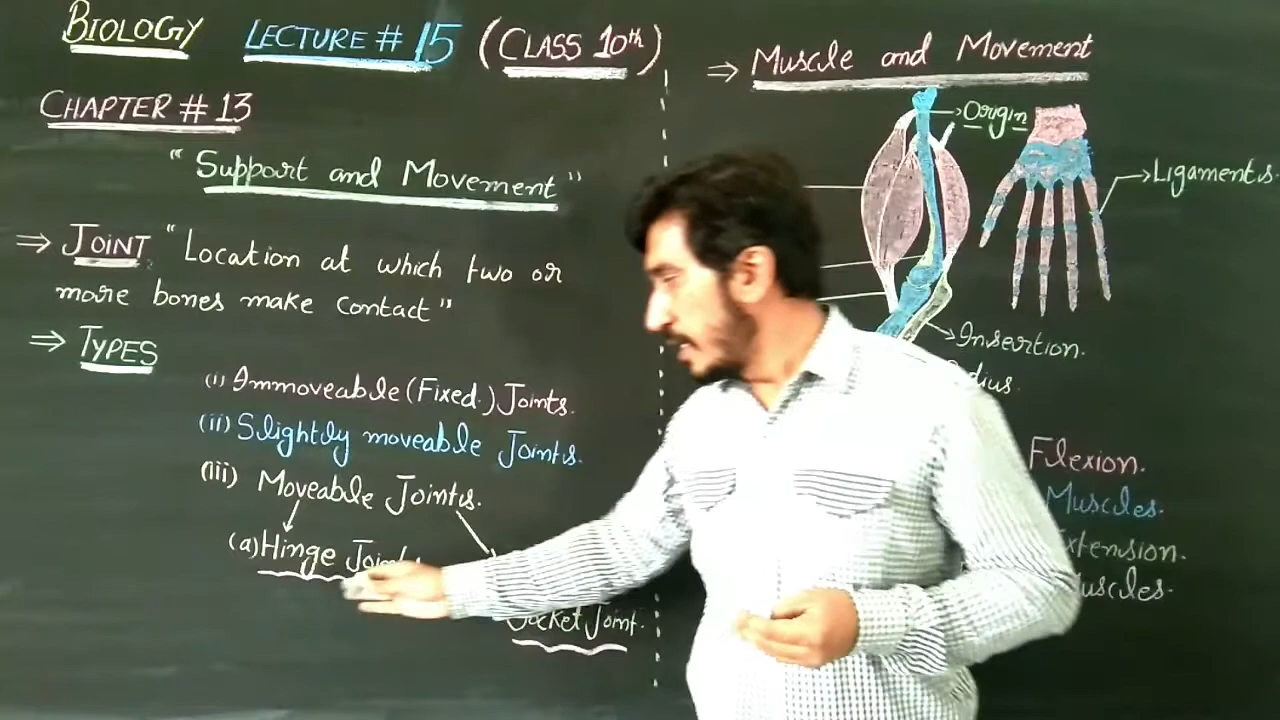 BIOLOGY LECTURE # 15 (CLASS 10th)
CHAPTER # 13
"Support and Movement"
⇒ JOINT "Location at which two or
more bones make contact"
⇒ TYPES
(i) Immoveable (Fixed.) Joints.
(ii) Slightly moveable Joints.
(iii) Moveable Joints.
(a) Hinge Joint
Socket Joint.
⇒ Muscle and Movement
Origin
Ligaments.
Insertion.
Flexion.
Muscles.